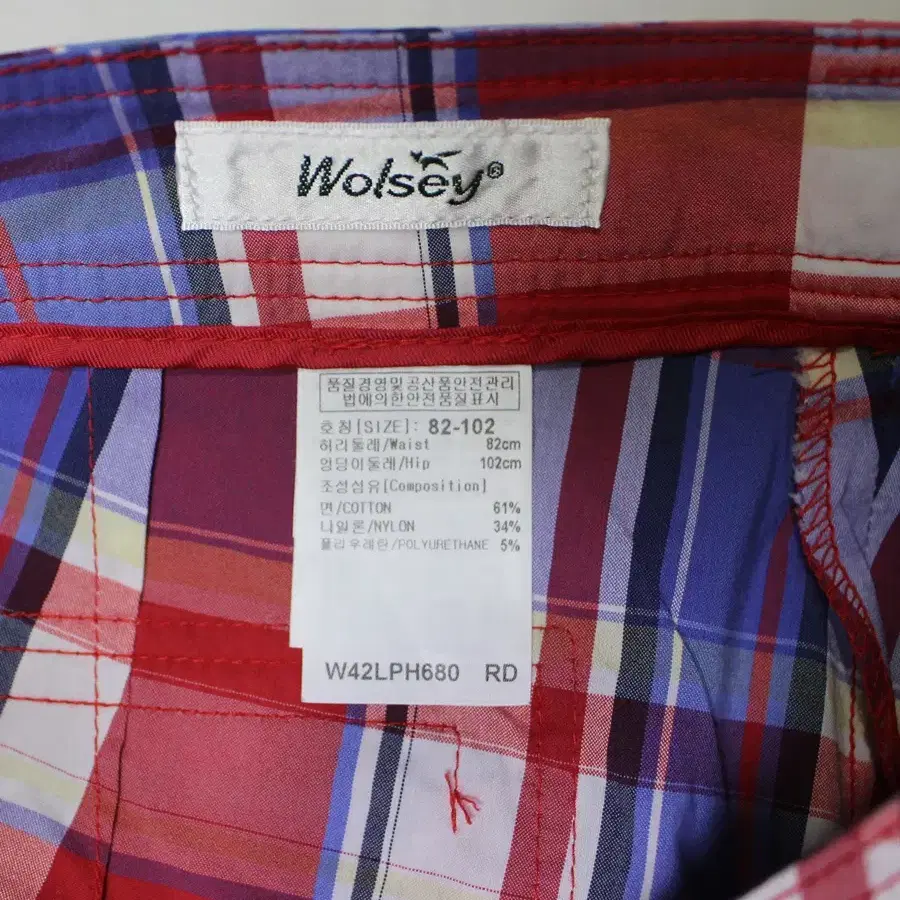 Wolsey®
품질경영및공산품안전관리
법에의한안전품질표시
호칭[SIZE]: 82-102
허리둘레/Waist 82cm
엉덩이둘레/Hip 102cm
조성섬유[Composition]
면/COTTON 61%
나일론/NYLON 34%
폴리우레탄/POLYURETHANE 5%
W42LPH680 RD